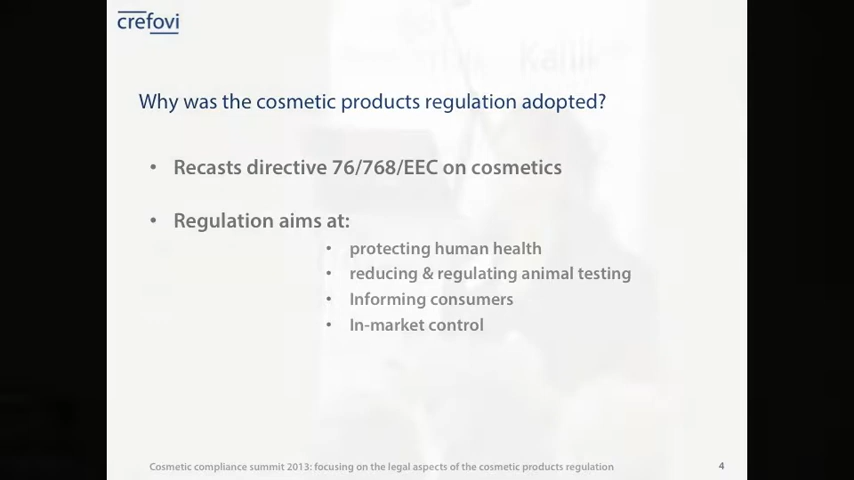 crefovi
Why was the cosmetic products regulation adopted?
• Recasts directive 76/768/EEC on cosmetics
• Regulation aims at:
• protecting human health
• reducing & regulating animal testing
• Informing consumers
• In-market control
Cosmetic compliance summit 2013: focusing on the legal aspects of the cosmetic products regulation 4